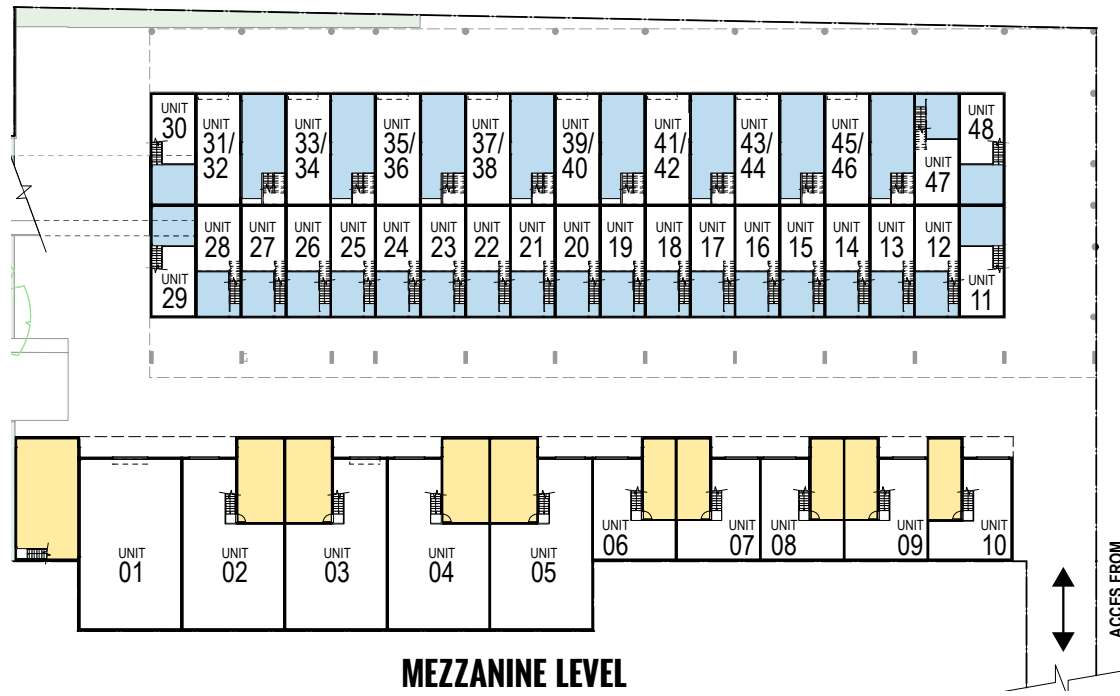 UNIT
30
UNIT
31/
32
UNIT
33/
34
UNIT
35/
36
UNIT
37/
38
UNIT
39/
40
UNIT
41/
42
UNIT
43/
44
UNIT
45/
46
UNIT
47
UNIT
48
UNIT
29
UNIT
28
UNIT
27
UNIT
26
UNIT
25
UNIT
24
UNIT
23
UNIT
22
UNIT
21
UNIT
20
UNIT
19
UNIT
18
UNIT
17
UNIT
16
UNIT
15
UNIT
14
UNIT
13
UNIT
12
UNIT
11
UNIT
01
UNIT
02
UNIT
03
UNIT
04
UNIT
05
UNIT
06
UNIT
07
UNIT
08
UNIT
09
UNIT
10
ACCES FROM
MEZZANINE LEVEL